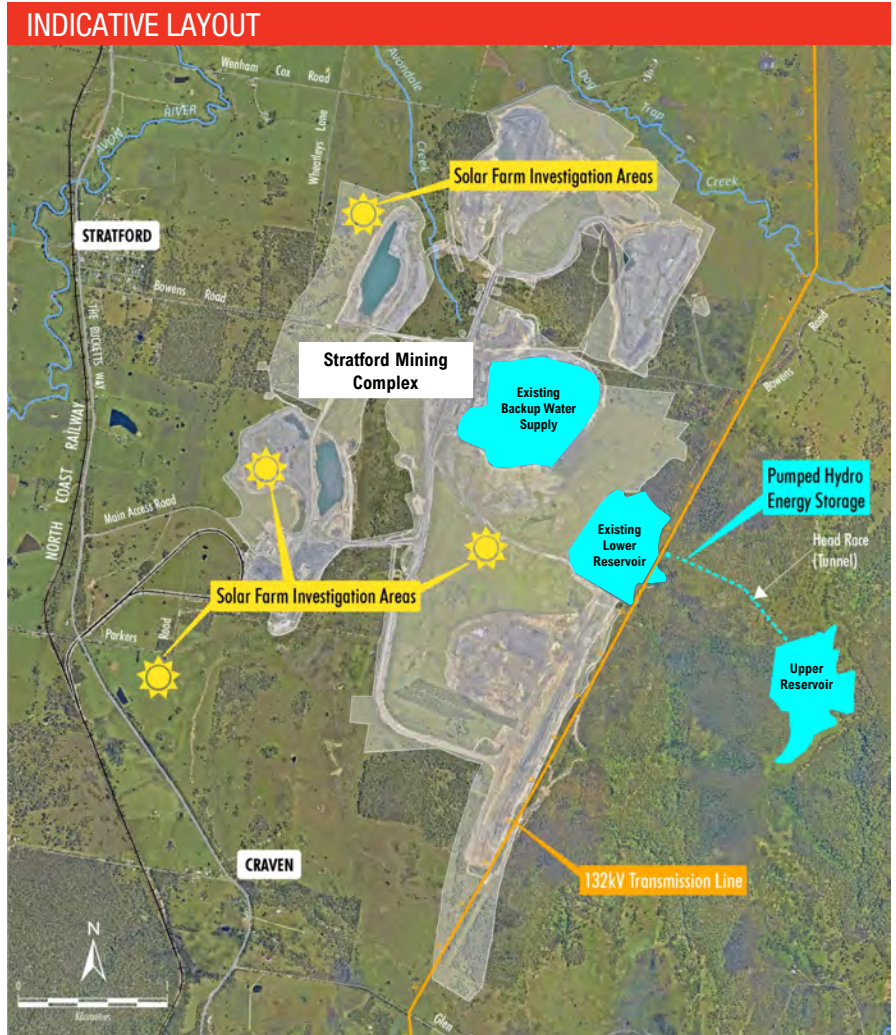 INDICATIVE LAYOUT
Wenham Cox Road
Avondale
Creek
Dog
Trap
Creek
AVON
RIVER
Wheatleys Lane
Solar Farm Investigation Areas
STRATFORD
Bowens Road
THE BUCKETTS WAY
Stratford Mining
Complex
Existing
Backup Water
Supply
Bowens Road
NORTH COAST RAILWAY
Main Access Road
Pumped Hydro
Energy Storage
Existing
Lower
Reservoir
Head Race
(Tunnel)
Solar Farm Investigation Areas
Parkers Road
Upper
Reservoir
CRAVEN
132kV Transmission Line
N
0
1
Kilometres
Glen